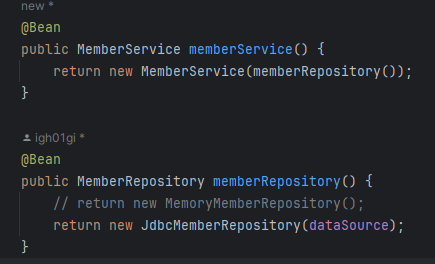 new *
@Bean
public MemberService memberService() {
    return new MemberService(memberRepository());
}
igh01gi *
@Bean
public MemberRepository memberRepository() {
    // return new MemoryMemberRepository();
    return new JdbcMemberRepository(dataSource);
}